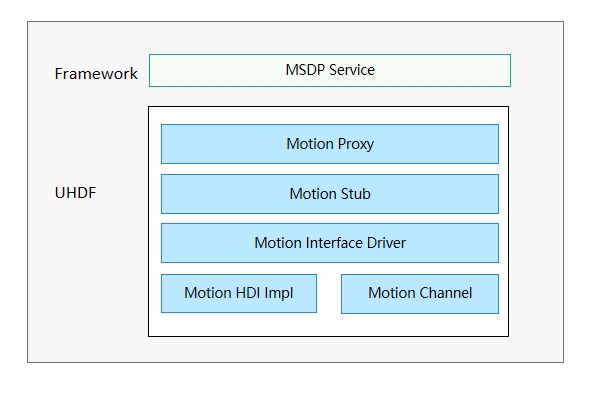 Framework
MSDP Service
UHDF
Motion Proxy
Motion Stub
Motion Interface Driver
Motion HDI Impl
Motion Channel